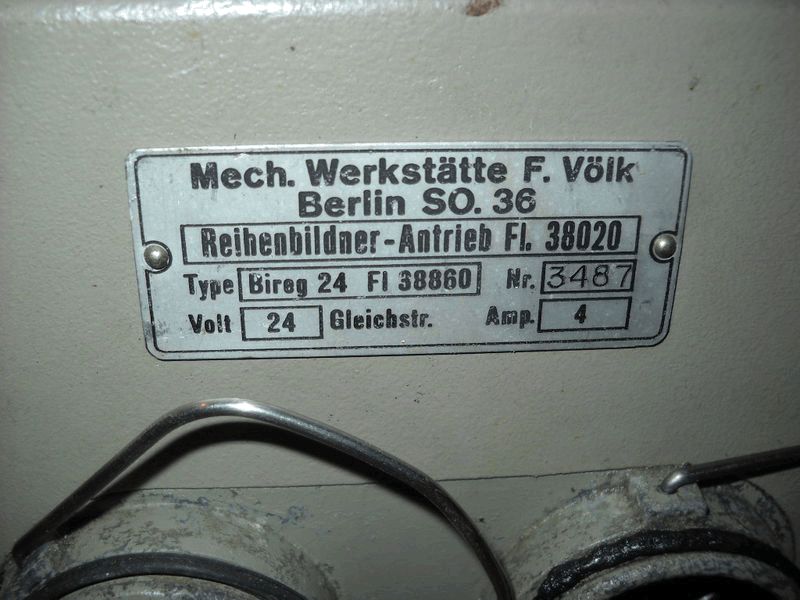 Mech. Werkstätte F. Völk
Berlin SO. 36
Reihenbildner-Antrieb Fl. 38020
Type Bireg 24 Fl 38860 Nr. 3487
Volt 24 Gleichstr. Amp. 4